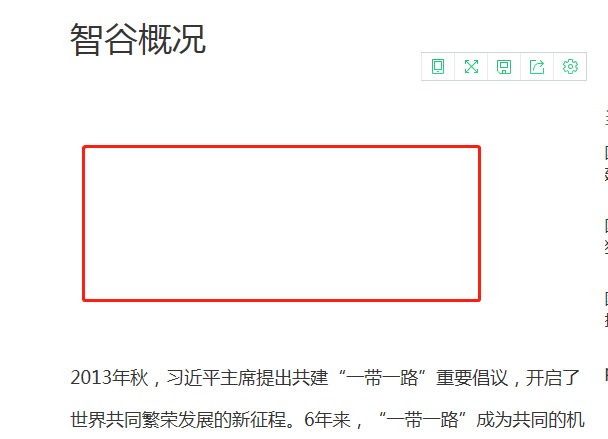 智谷概况
2013年秋，习近平主席提出共建“一带一路”重要倡议，开启了
世界共同繁荣发展的新征程。6年来，“一带一路”成为共同的机